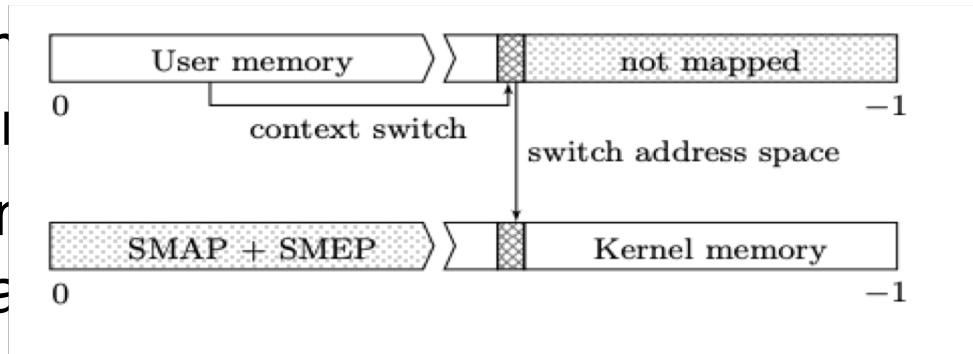 User memory not mapped
0 −1
context switch
switch address space
SMAP + SMEP Kernel memory
0 −1